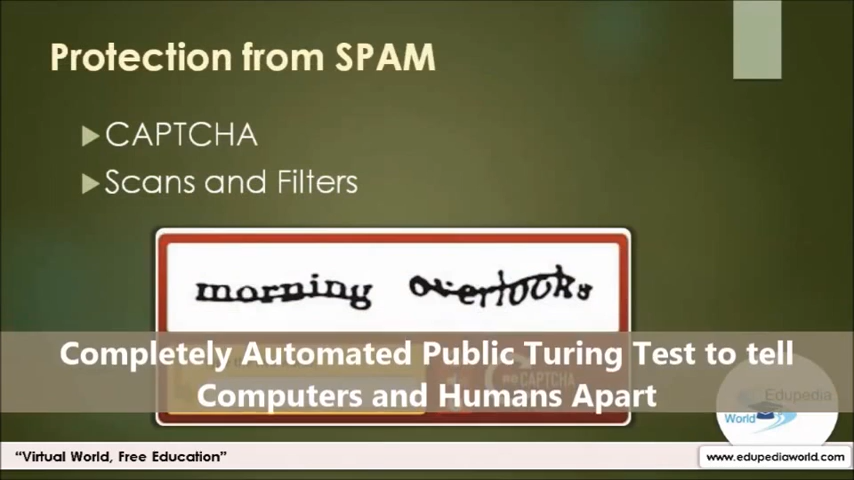 Protection from SPAM
CAPTCHA
Scans and Filters
morning overlooks
Completely Automated Public Turing Test to tell
Computers and Humans Apart
CAPTCHA
Edupedia
World
“Virtual World, Free Education”
www.edupediaworld.com